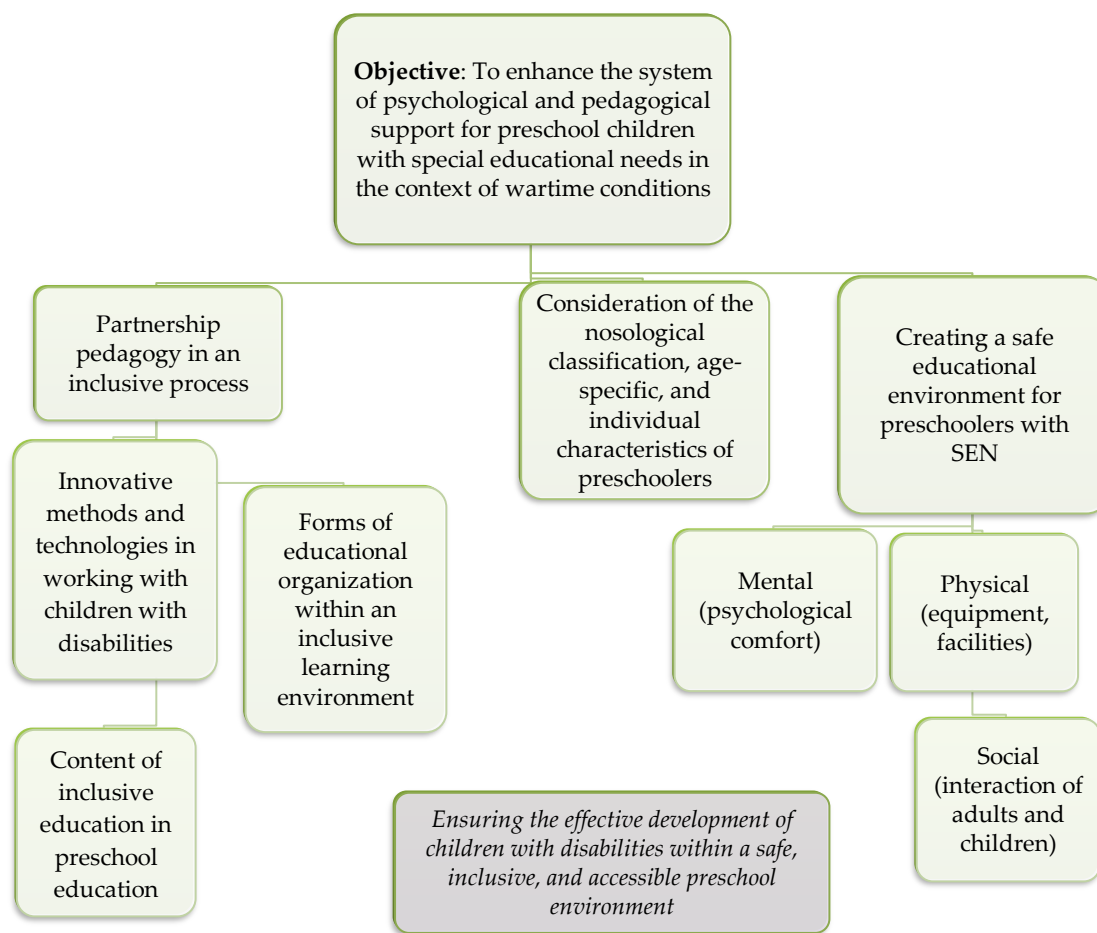 Objective: To enhance the system
of psychological and pedagogical
support for preschool children
with special educational needs in
the context of wartime conditions
Partnership
pedagogy in an
inclusive process
Consideration of the
nosological
classification, age-
specific, and
individual
characteristics of
preschoolers
Creating a safe
educational
environment for
preschoolers with
SEN
Innovative
methods and
technologies in
working with
children with
disabilities
Forms of
educational
organization
within an
inclusive
learning
environment
Mental
(psychological
comfort)
Physical
(equipment,
facilities)
Content of
inclusive
education in
preschool
education
Social
(interaction of
adults and
children)
Ensuring the effective development of
children with disabilities within a safe,
inclusive, and accessible preschool
environment